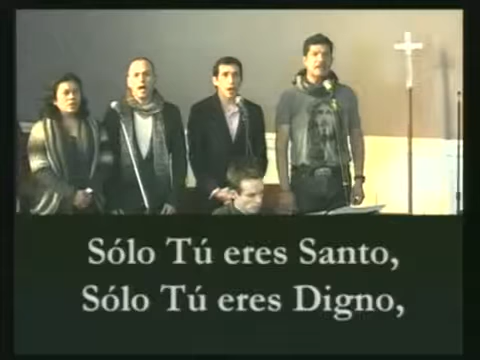 Sólo Tú eres Santo,
Sólo Tú eres Digno,